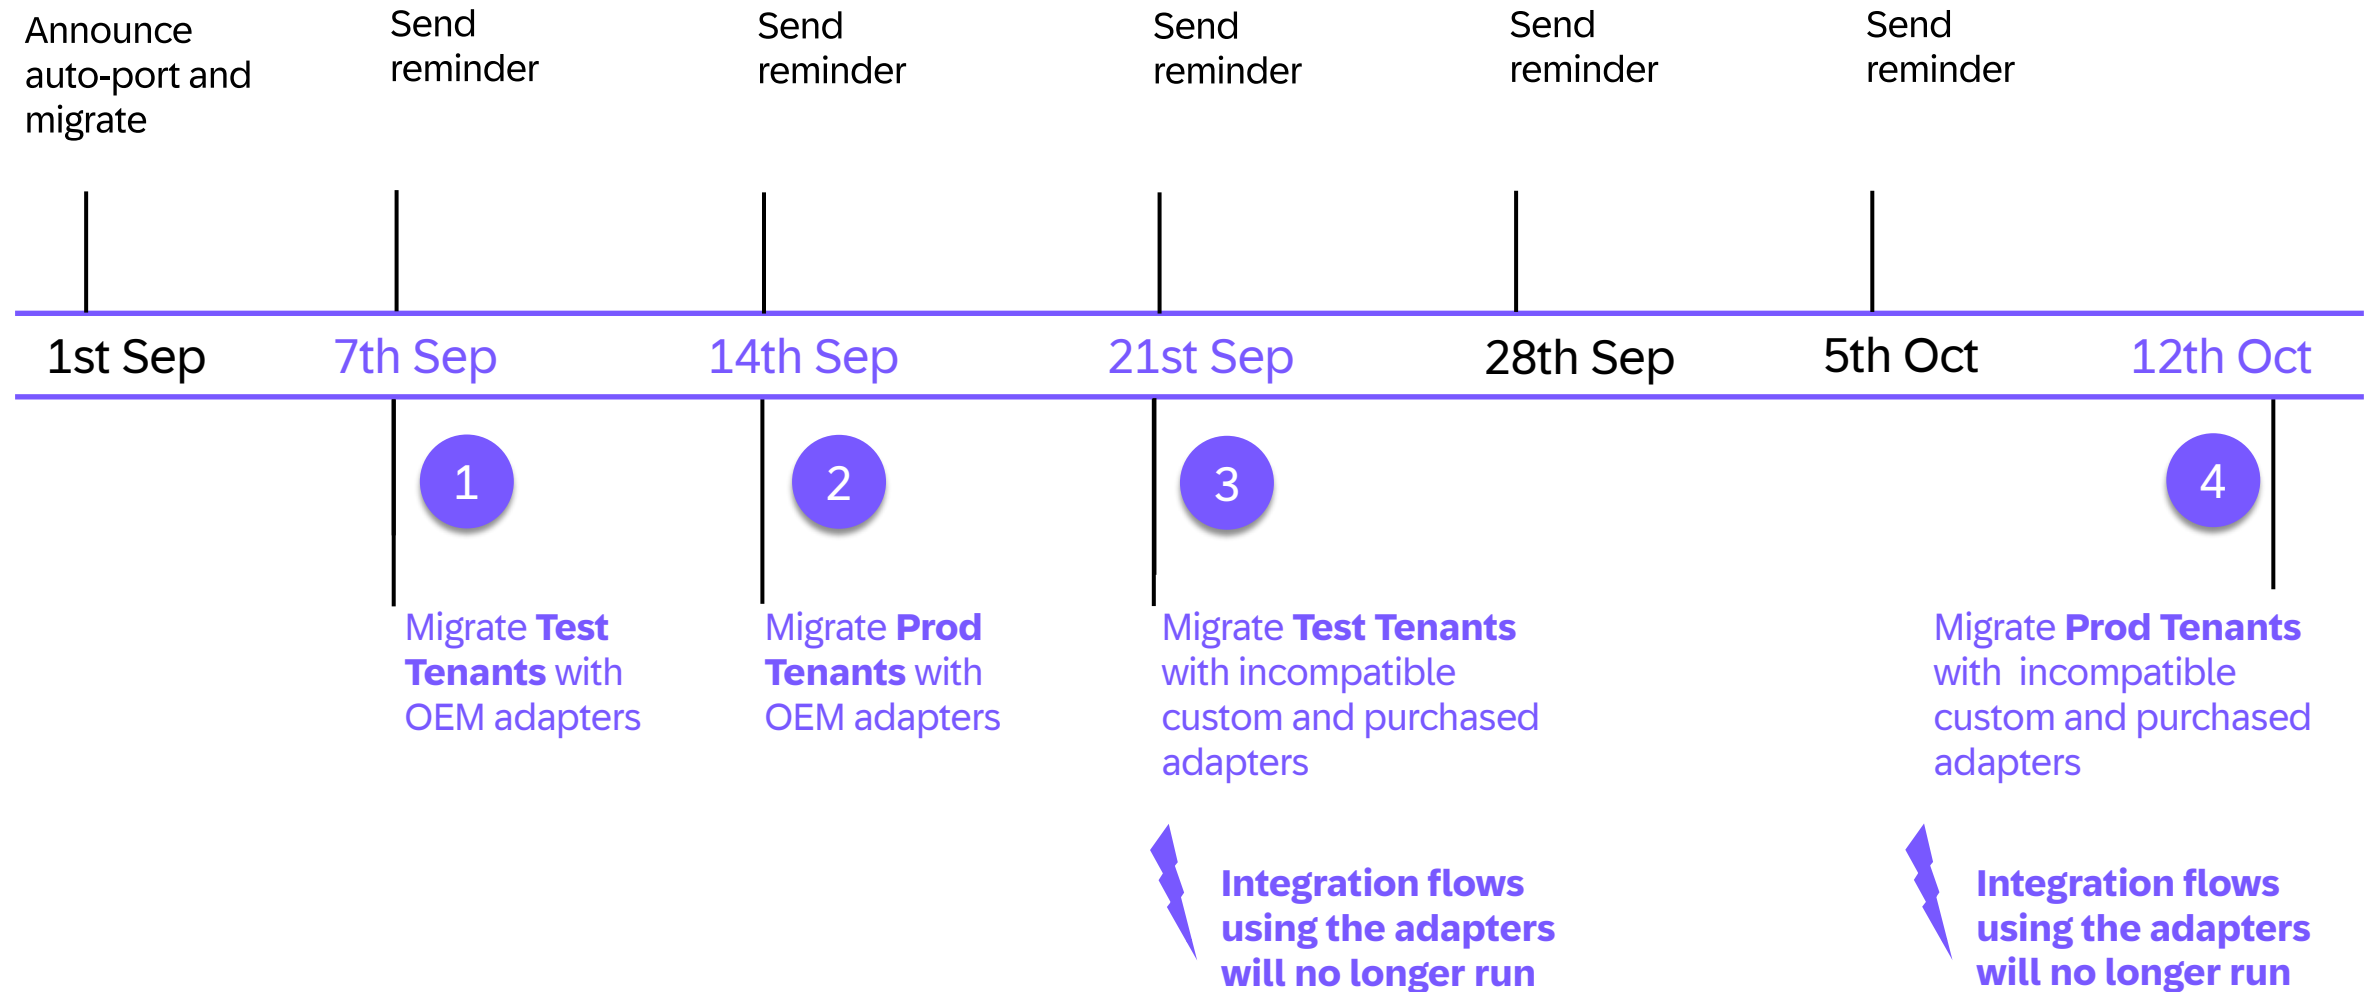 Announce
auto-port and
migrate
Send
reminder
Send
reminder
Send
reminder
Send
reminder
Send
reminder
1st Sep
7th Sep
14th Sep
21st Sep
28th Sep
5th Oct
12th Oct
1
2
3
4
Migrate Test
Tenants with
OEM adapters
Migrate Prod
Tenants with
OEM adapters
Migrate Test Tenants
with incompatible
custom and purchased
adapters
Migrate Prod Tenants
with  incompatible
custom and purchased
adapters
Integration flows
using the adapters
will no longer run
Integration flows
using the adapters
will no longer run